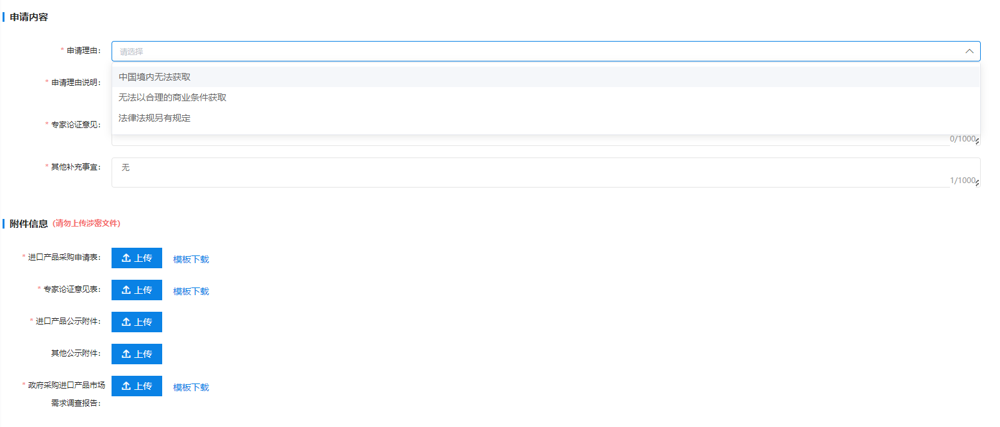 申请内容
* 申请理由：
请选择
中国境内无法获取
* 申请理由说明：
无法以合理的商业条件获取
法律法规另有规定
* 专家论证意见：
0/1000
* 其他补充事宜：
无
1/1000
附件信息 (请勿上传涉密文件)
* 进口产品采购申请表： 上传 模板下载
* 专家论证意见表： 上传 模板下载
* 进口产品公示附件： 上传
其他公示附件： 上传
* 政府采购进口产品市场 上传 模板下载
需求调查报告：